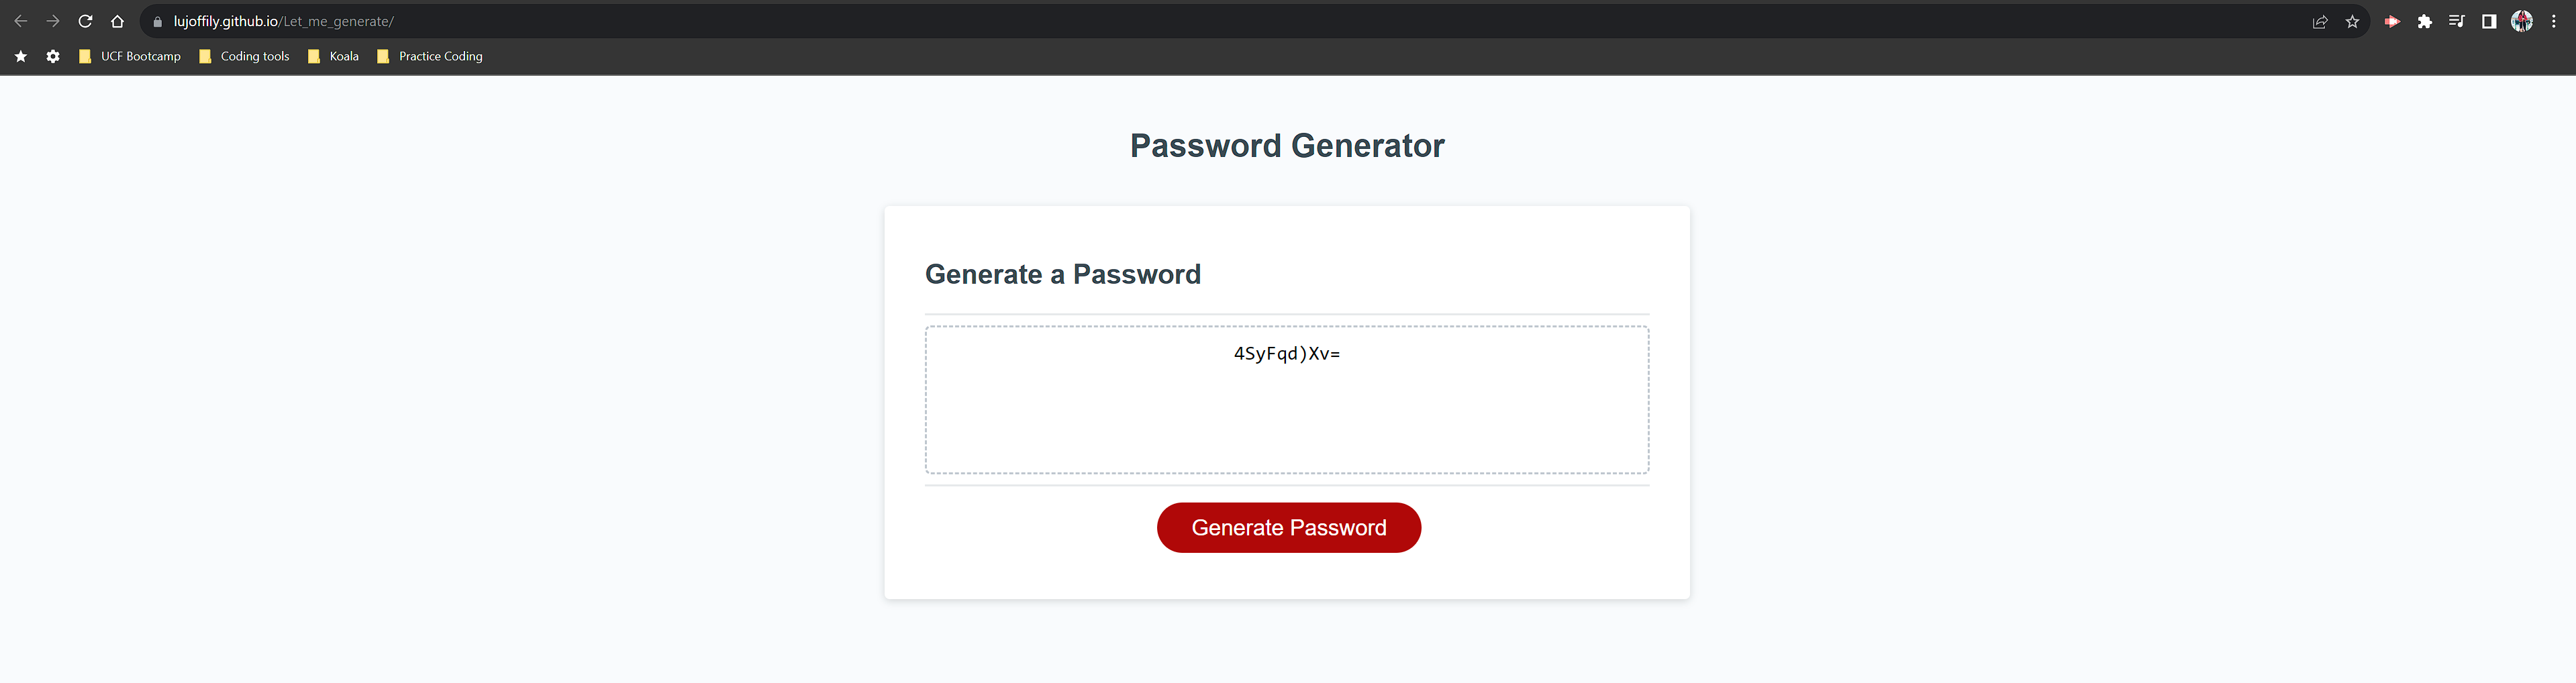 lujoffily.github.io/Let_me_generate/
UCF Bootcamp Coding tools Koala Practice Coding
Password Generator
Generate a Password
4SyFqd)Xv=
Generate Password